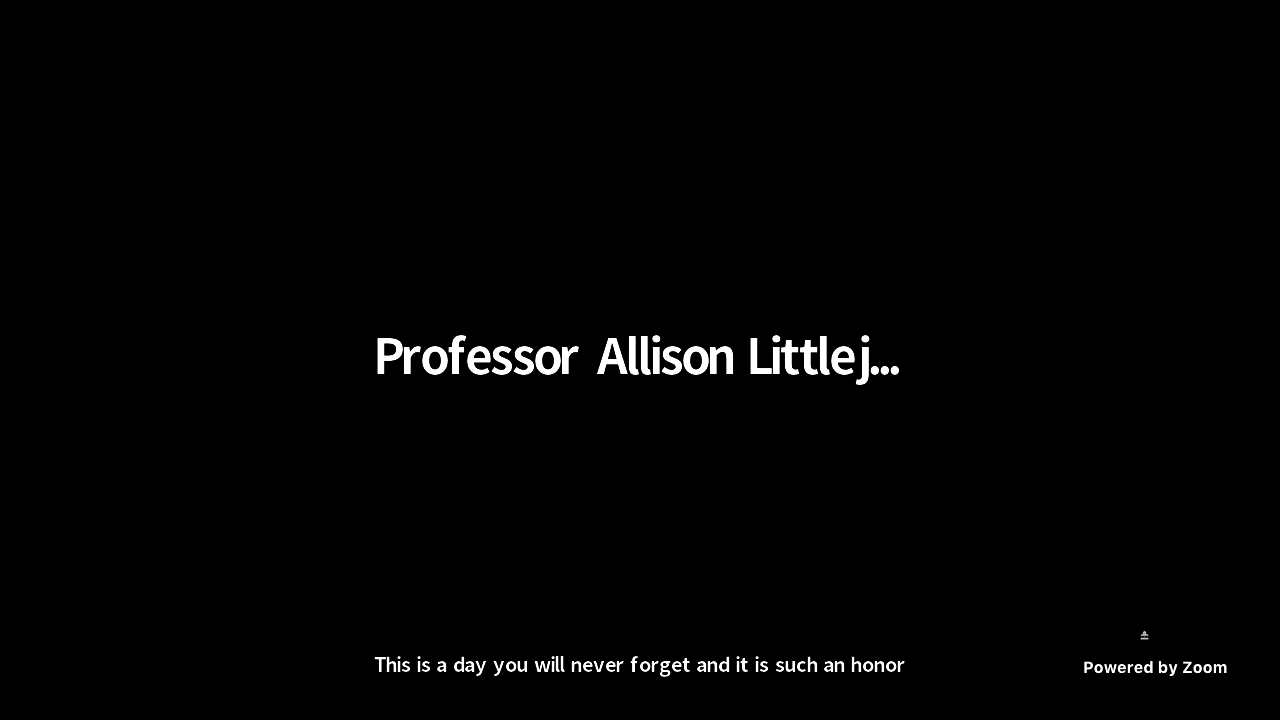 Professor Allison Littlej...
This is a day you will never forget and it is such an honor
Powered by Zoom